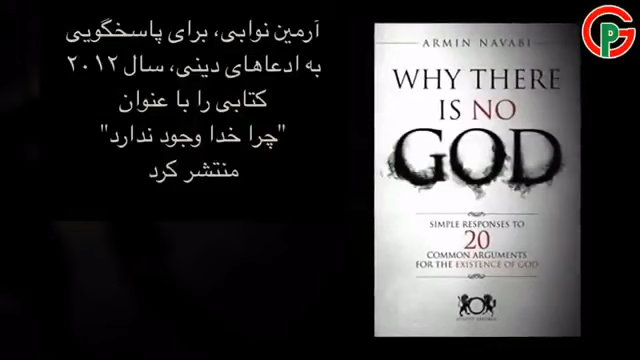 آرمین نوابی، برای پاسخگویی
به ادعاهای دینی، سال ۲۰۱۲
کتابی را با عنوان
"چرا خدا وجود ندارد"
منتشر کرد
ARMIN NAVABI
WHY THERE
IS NO
GOD
SIMPLE RESPONSES TO
20
COMMON ARGUMENTS
FOR THE EXISTENCE OF GOD
PG